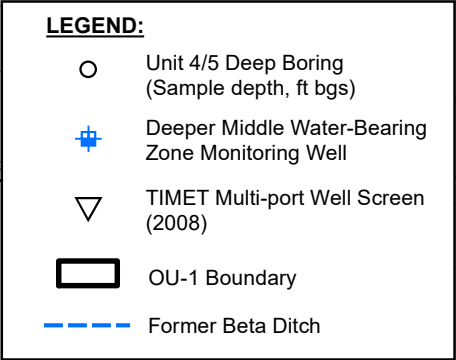 LEGEND:
Unit 4/5 Deep Boring
(Sample depth, ft bgs)
Deeper Middle Water-Bearing
Zone Monitoring Well
TIMET Multi-port Well Screen
(2008)
OU-1 Boundary
Former Beta Ditch